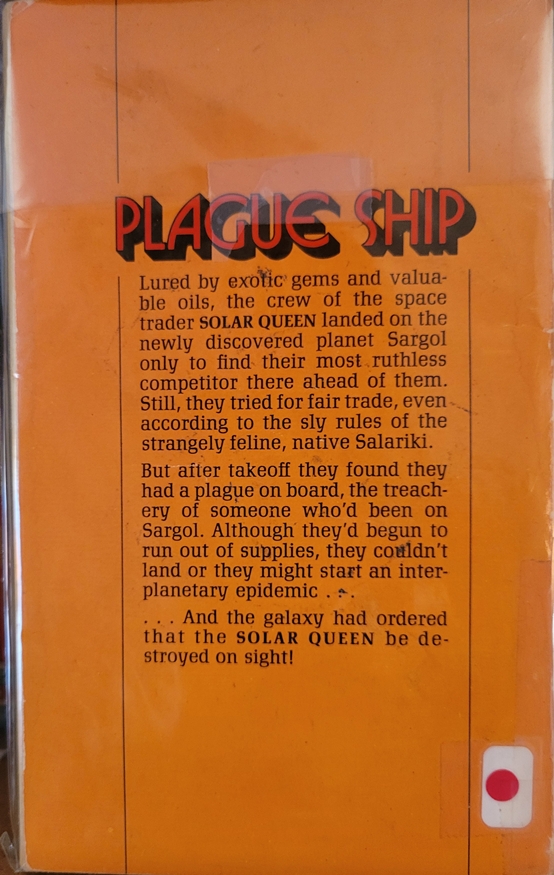 PLAGUE SHIP
Lured by exotic gems and valua-
ble oils, the crew of the space
trader SOLAR QUEEN landed on the
newly discovered planet Sargol
only to find their most ruthless
competitor there ahead of them.
Still, they tried for fair trade, even
according to the sly rules of the
strangely feline, native Salariki.
But after takeoff they found they
had a plague on board, the treach-
ery of someone who'd been on
Sargol. Although they'd begun to
run out of supplies, they couldn't
land or they might start an inter-
planetary epidemic . . .
. . . And the galaxy had ordered
that the SOLAR QUEEN be de-
stroyed on sight!